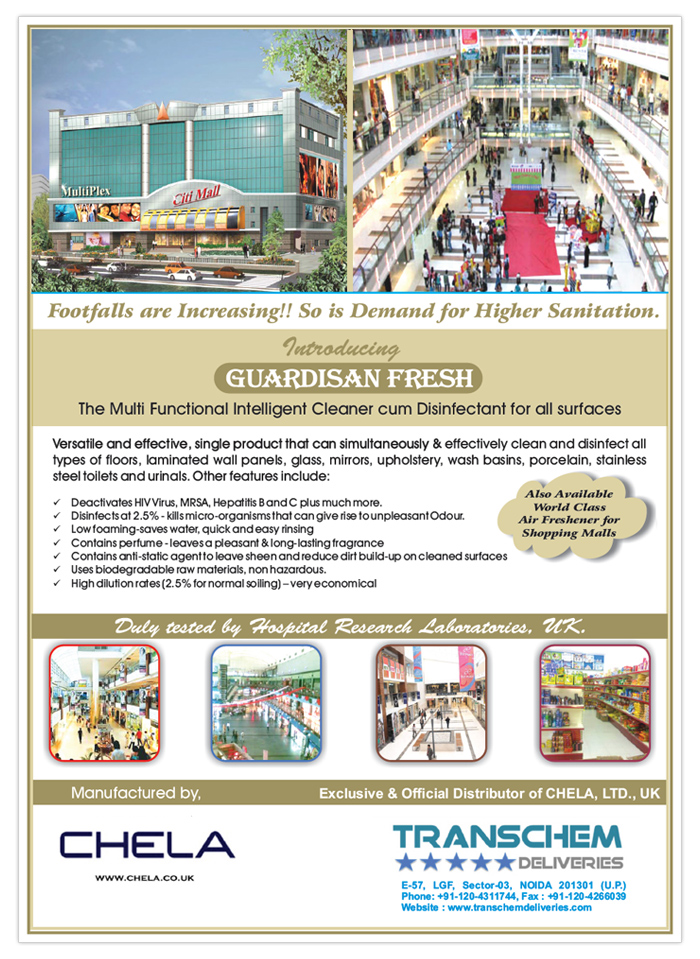 MultiPlex
Citi Mall
Footfalls are Increasing!! So is Demand for Higher Sanitation.
Introducing
GUARDISAN FRESH
The Multi Functional Intelligent Cleaner cum Disinfectant for all surfaces
Versatile and effective, single product that can simultaneously & effectively clean and disinfect all
types of floors, laminated wall panels, glass, mirrors, upholstery, wash basins, porcelain, stainless
steel toilets and urinals. Other features include:
✓ Deactivates HIV Virus, MRSA, Hepatitis B and C plus much more.
✓ Disinfects at 2.5% - kills micro-organisms that can give rise to unpleasant Odour.
✓ Low foaming-saves water, quick and easy rinsing
✓ Contains perfume - leaves a pleasant & long-lasting fragrance
✓ Contains anti-static agent to leave sheen and reduce dirt build-up on cleaned surfaces
✓ Uses biodegradable raw materials, non hazardous.
✓ High dilution rates (2.5% for normal soiling) – very economical
Also Available
World Class
Air Freshener for
Shopping Malls
Duly tested by Hospital Research Laboratories, UK.
Manufactured by,
Exclusive & Official Distributor of CHELA, LTD., UK
CHELA
WWW.CHELA.CO.UK
TRANSCHEM
DELIVERIES
E-57, LGF, Sector-03, NOIDA 201301 (U.P.)
Phone: +91-120-4311744, Fax : +91-120-4266039
Website : www.transchemdeliveries.com